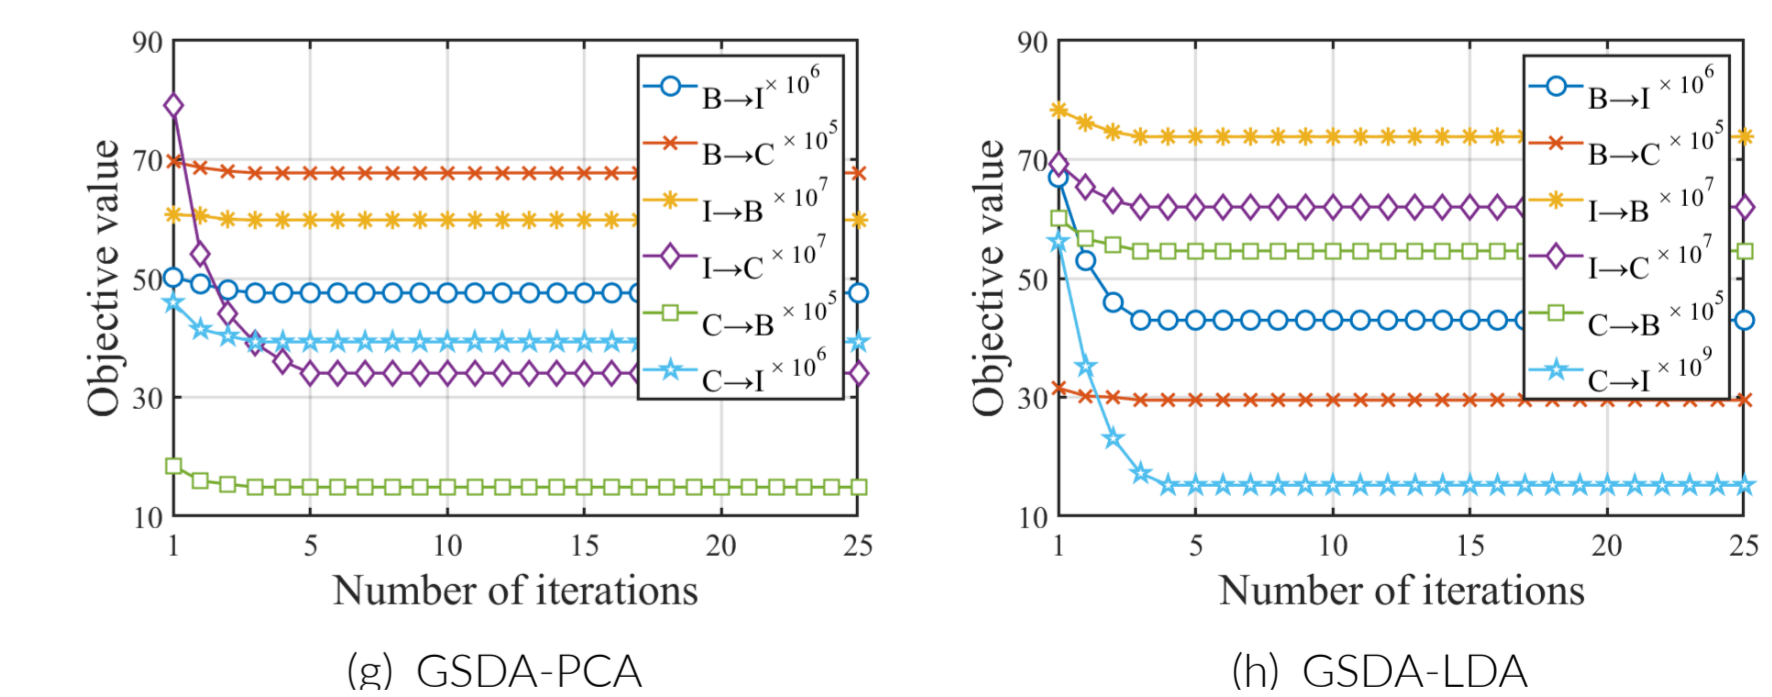 90
70
50
30
10
Objective value
B→I × 10^6
B→C × 10^5
I→B × 10^7
I→C × 10^7
C→B × 10^5
C→I × 10^6
1 5 10 15 20 25
Number of iterations
(g) GSDA-PCA
90
70
50
30
10
Objective value
B→I × 10^6
B→C × 10^5
I→B × 10^7
I→C × 10^7
C→B × 10^5
C→I × 10^9
1 5 10 15 20 25
Number of iterations
(h) GSDA-LDA